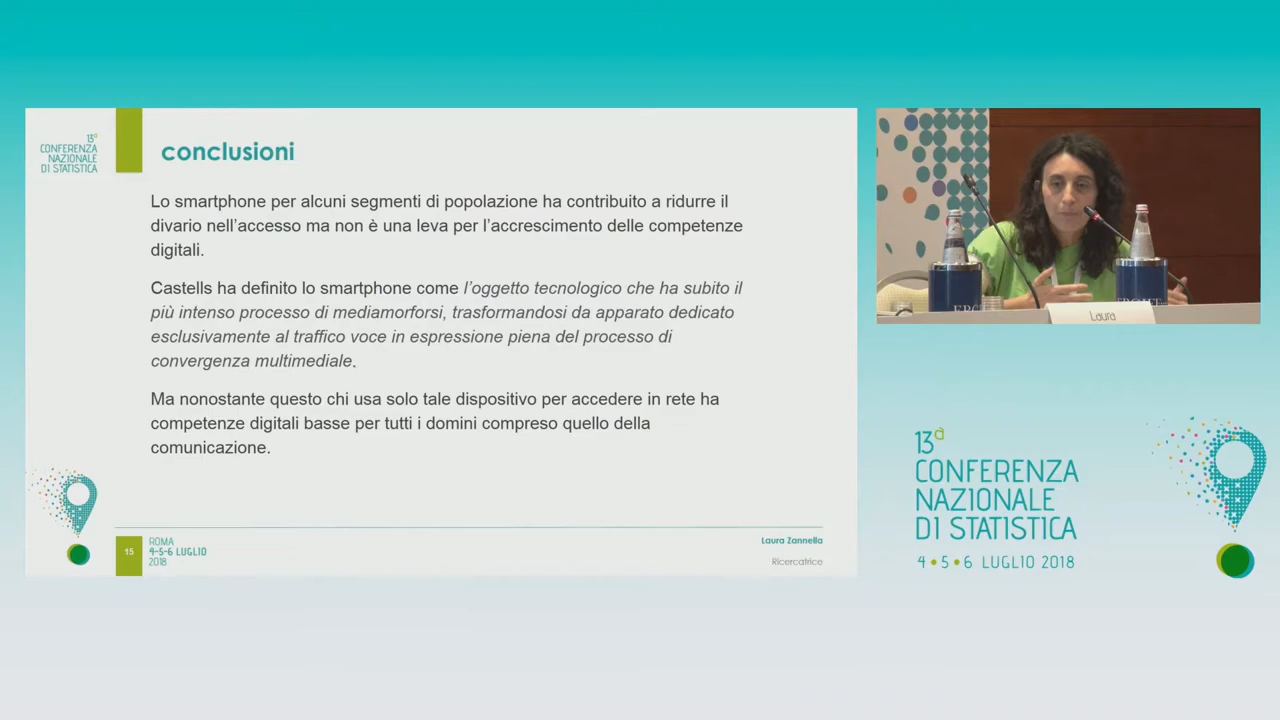 13ª
CONFERENZA
NAZIONALE
DI STATISTICA
conclusioni
Lo smartphone per alcuni segmenti di popolazione ha contribuito a ridurre il
divario nell’accesso ma non è una leva per l’accrescimento delle competenze
digitali.
Castells ha definito lo smartphone come l’oggetto tecnologico che ha subito il
più intenso processo di mediamorforsi, trasformandosi da apparato dedicato
esclusivamente al traffico voce in espressione piena del processo di
convergenza multimediale.
Ma nonostante questo chi usa solo tale dispositivo per accedere in rete ha
competenze digitali basse per tutti i domini compreso quello della
comunicazione.
15
ROMA
4-5-6 LUGLIO
2018
Laura Zannella
Ricercatrice
Laura
13ª
CONFERENZA
NAZIONALE
DI STATISTICA
4 • 5 • 6 LUGLIO 2018